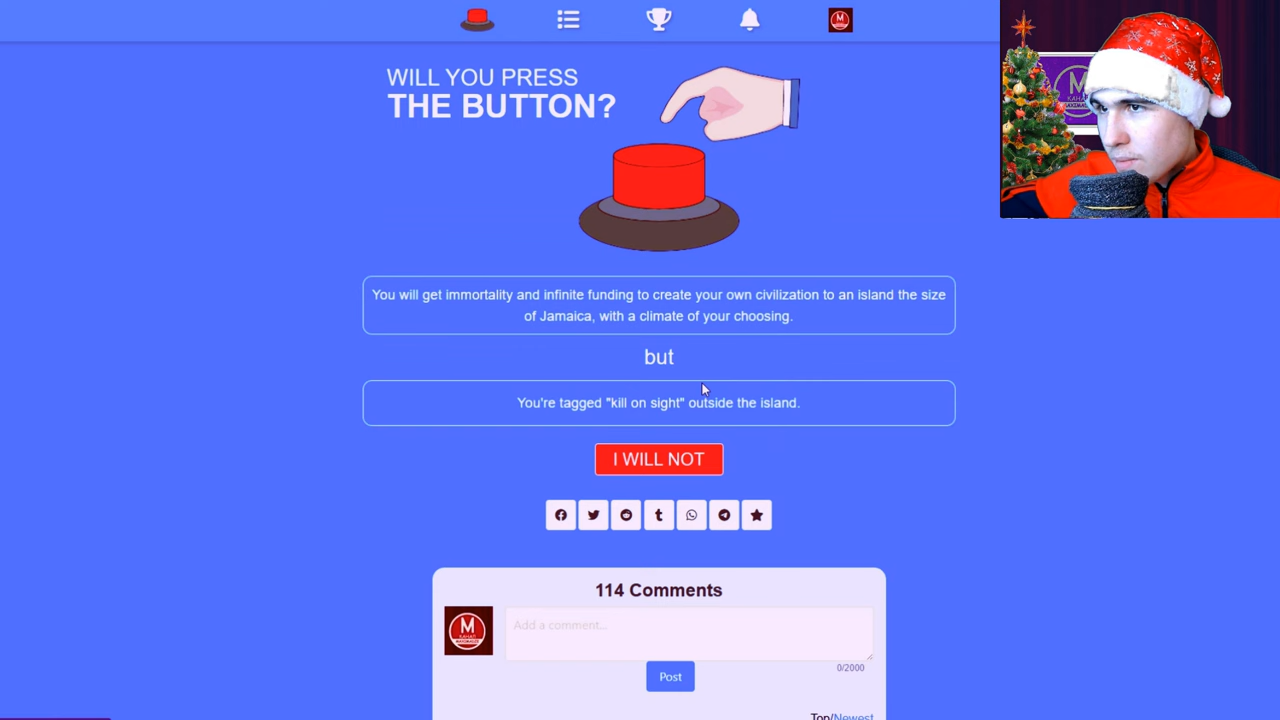 WILL YOU PRESS
THE BUTTON?
You will get immortality and infinite funding to create your own civilization to an island the size
of Jamaica, with a climate of your choosing.
but
You're tagged "kill on sight" outside the island.
I WILL NOT
114 Comments
M
Add a comment...
0/2000
Post
Top/Newest